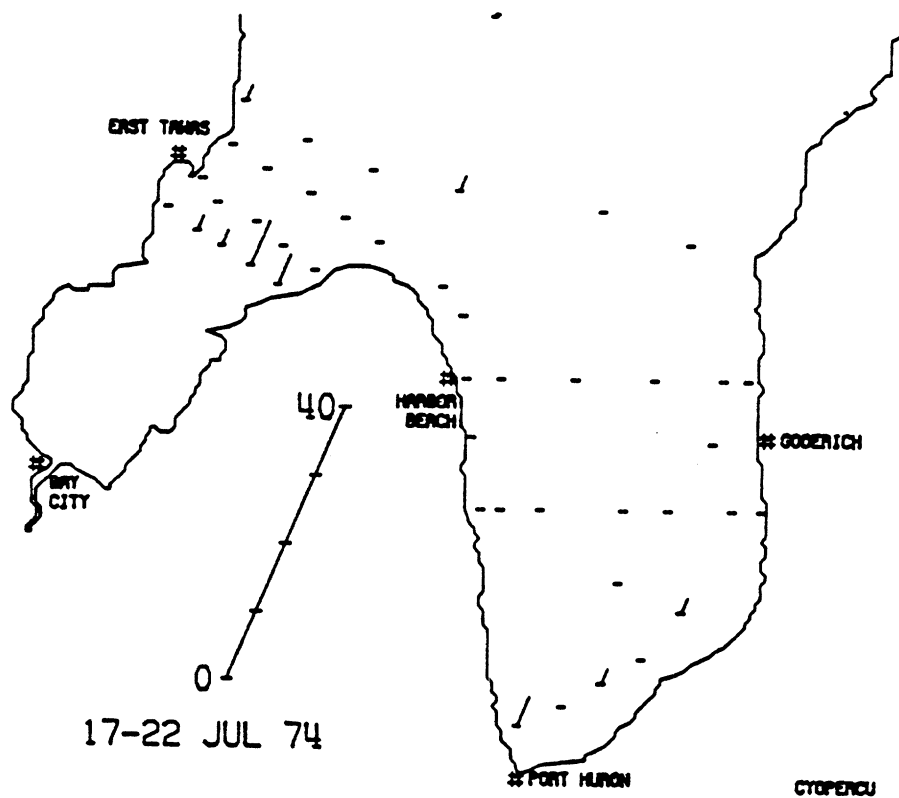 EAST TAWAS
40
HARBOR
BEACH
# GODERICH
BAY
CITY
0
17-22 JUL 74
# PORT HURON
CYOPERCU